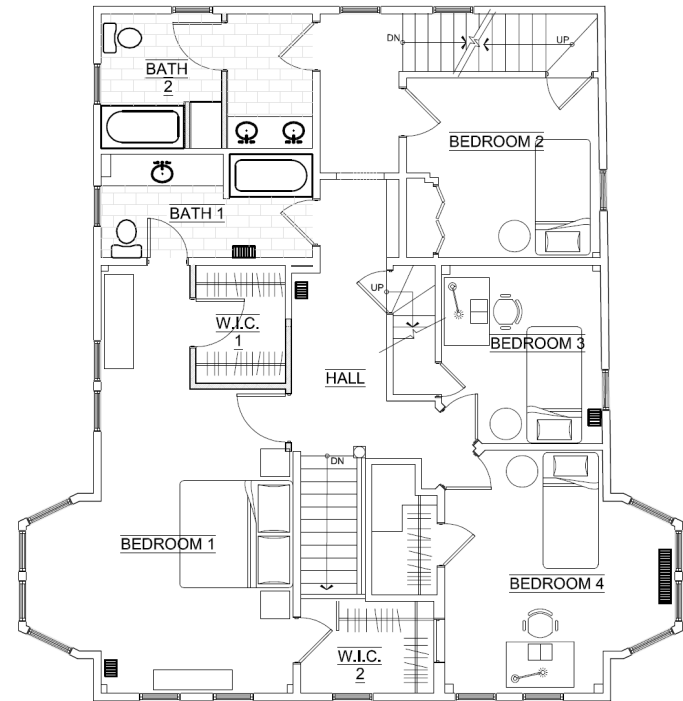 DN
UP
BATH
2
BEDROOM 2
BATH 1
UP
W.I.C.
1
BEDROOM 3
HALL
DN
BEDROOM 1
BEDROOM 4
W.I.C.
2